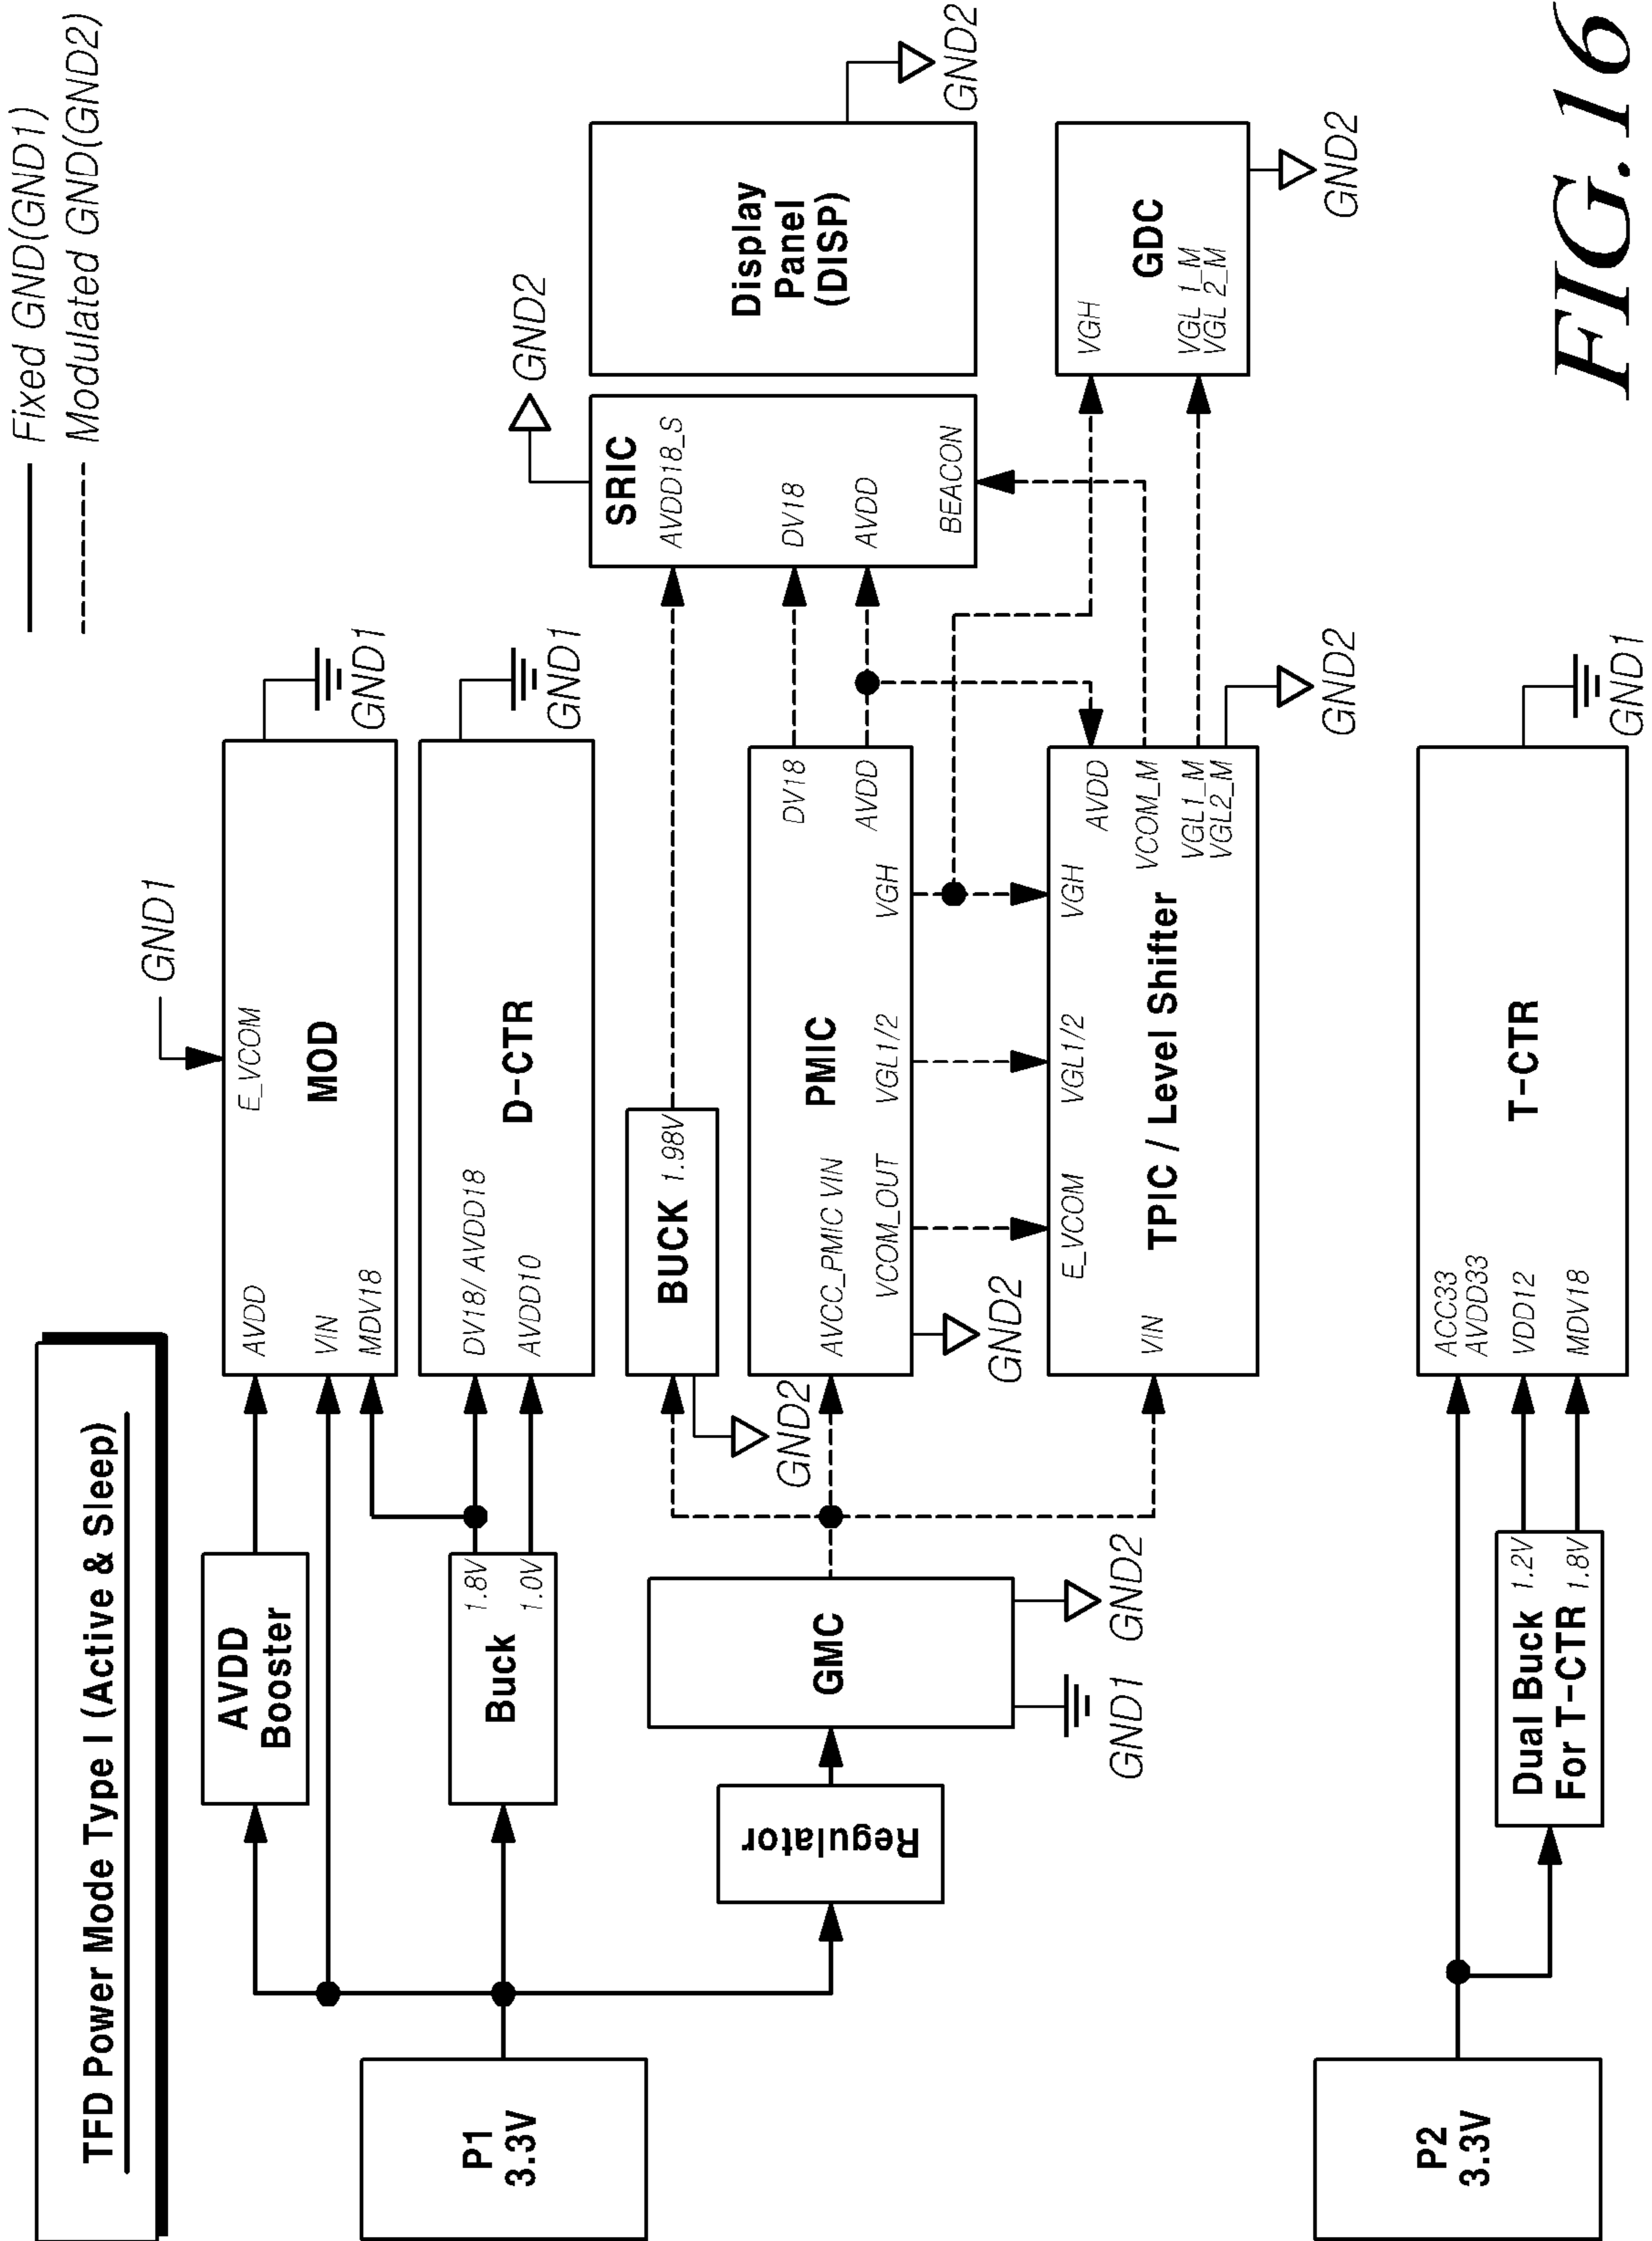 TFD Power Mode Type I (Active & Sleep)
Fixed GND(GND1)
Modulated GND(GND2)
P1
3.3V
AVDD
Booster
Buck
1.8V
1.0V
Regulator
GMC
GND1
GND2
GND1
AVDD
E_VCOM
VIN
MOD
MDV18
GND1
DV18/ AVDD18
D-CTR
AVDD10
GND1
BUCK 1.98V
GND2
PMIC
AVCC_PMIC VIN
DV18
AVDD
VCOM_OUT
VGL1/2
VGH
GND2
E_VCOM
VGL1/2
VGH
AVDD
VIN
TPIC / Level Shifter
VCOM_M
VGL1_M
VGL2_M
GND2
SRIC
AVDD18_S
DV18
AVDD
BEACON
GND2
Display
Panel
(DISP)
GND2
GDC
VGH
VGL 1_M
VGL 2_M
GND2
P2
3.3V
Dual Buck 1.2V
For T-CTR 1.8V
ACC33
AVDD33
VDD12
MDV18
T-CTR
GND1
FIG.16